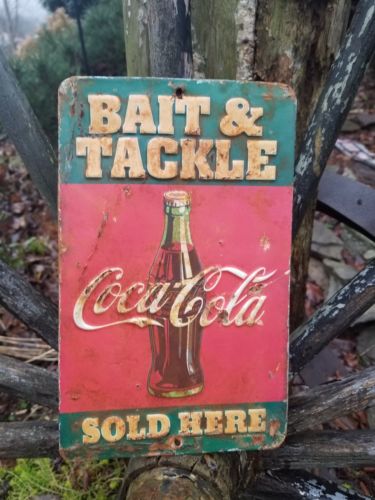 BAIT &
TACKLE
Coca-Cola
SOLD HERE